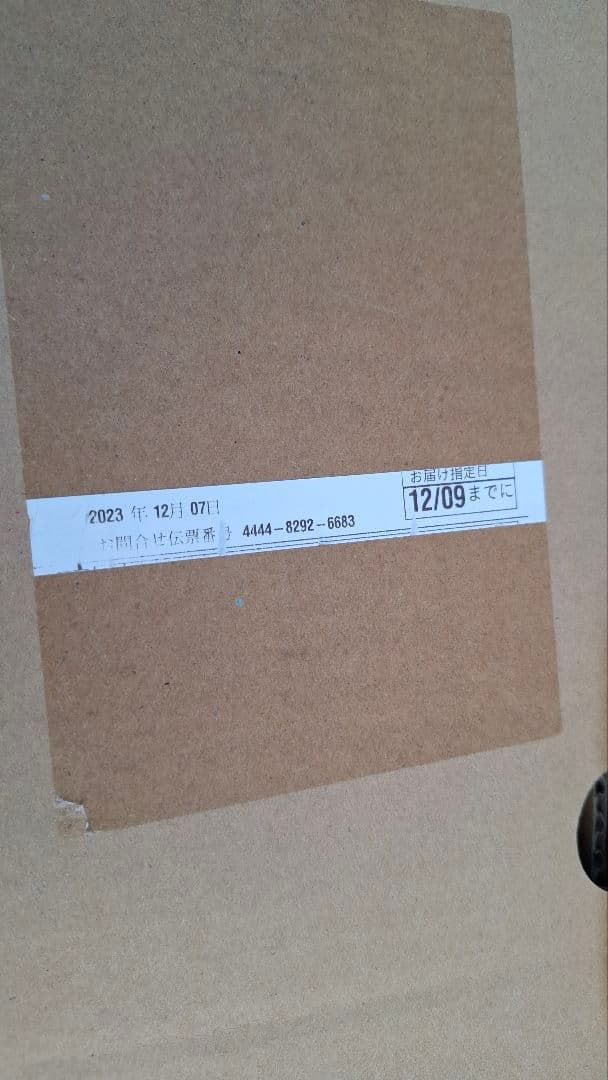 お届け指定日
2023 年 12月 07日
12/09までに
お問合せ伝票番号 4444-8292-6683